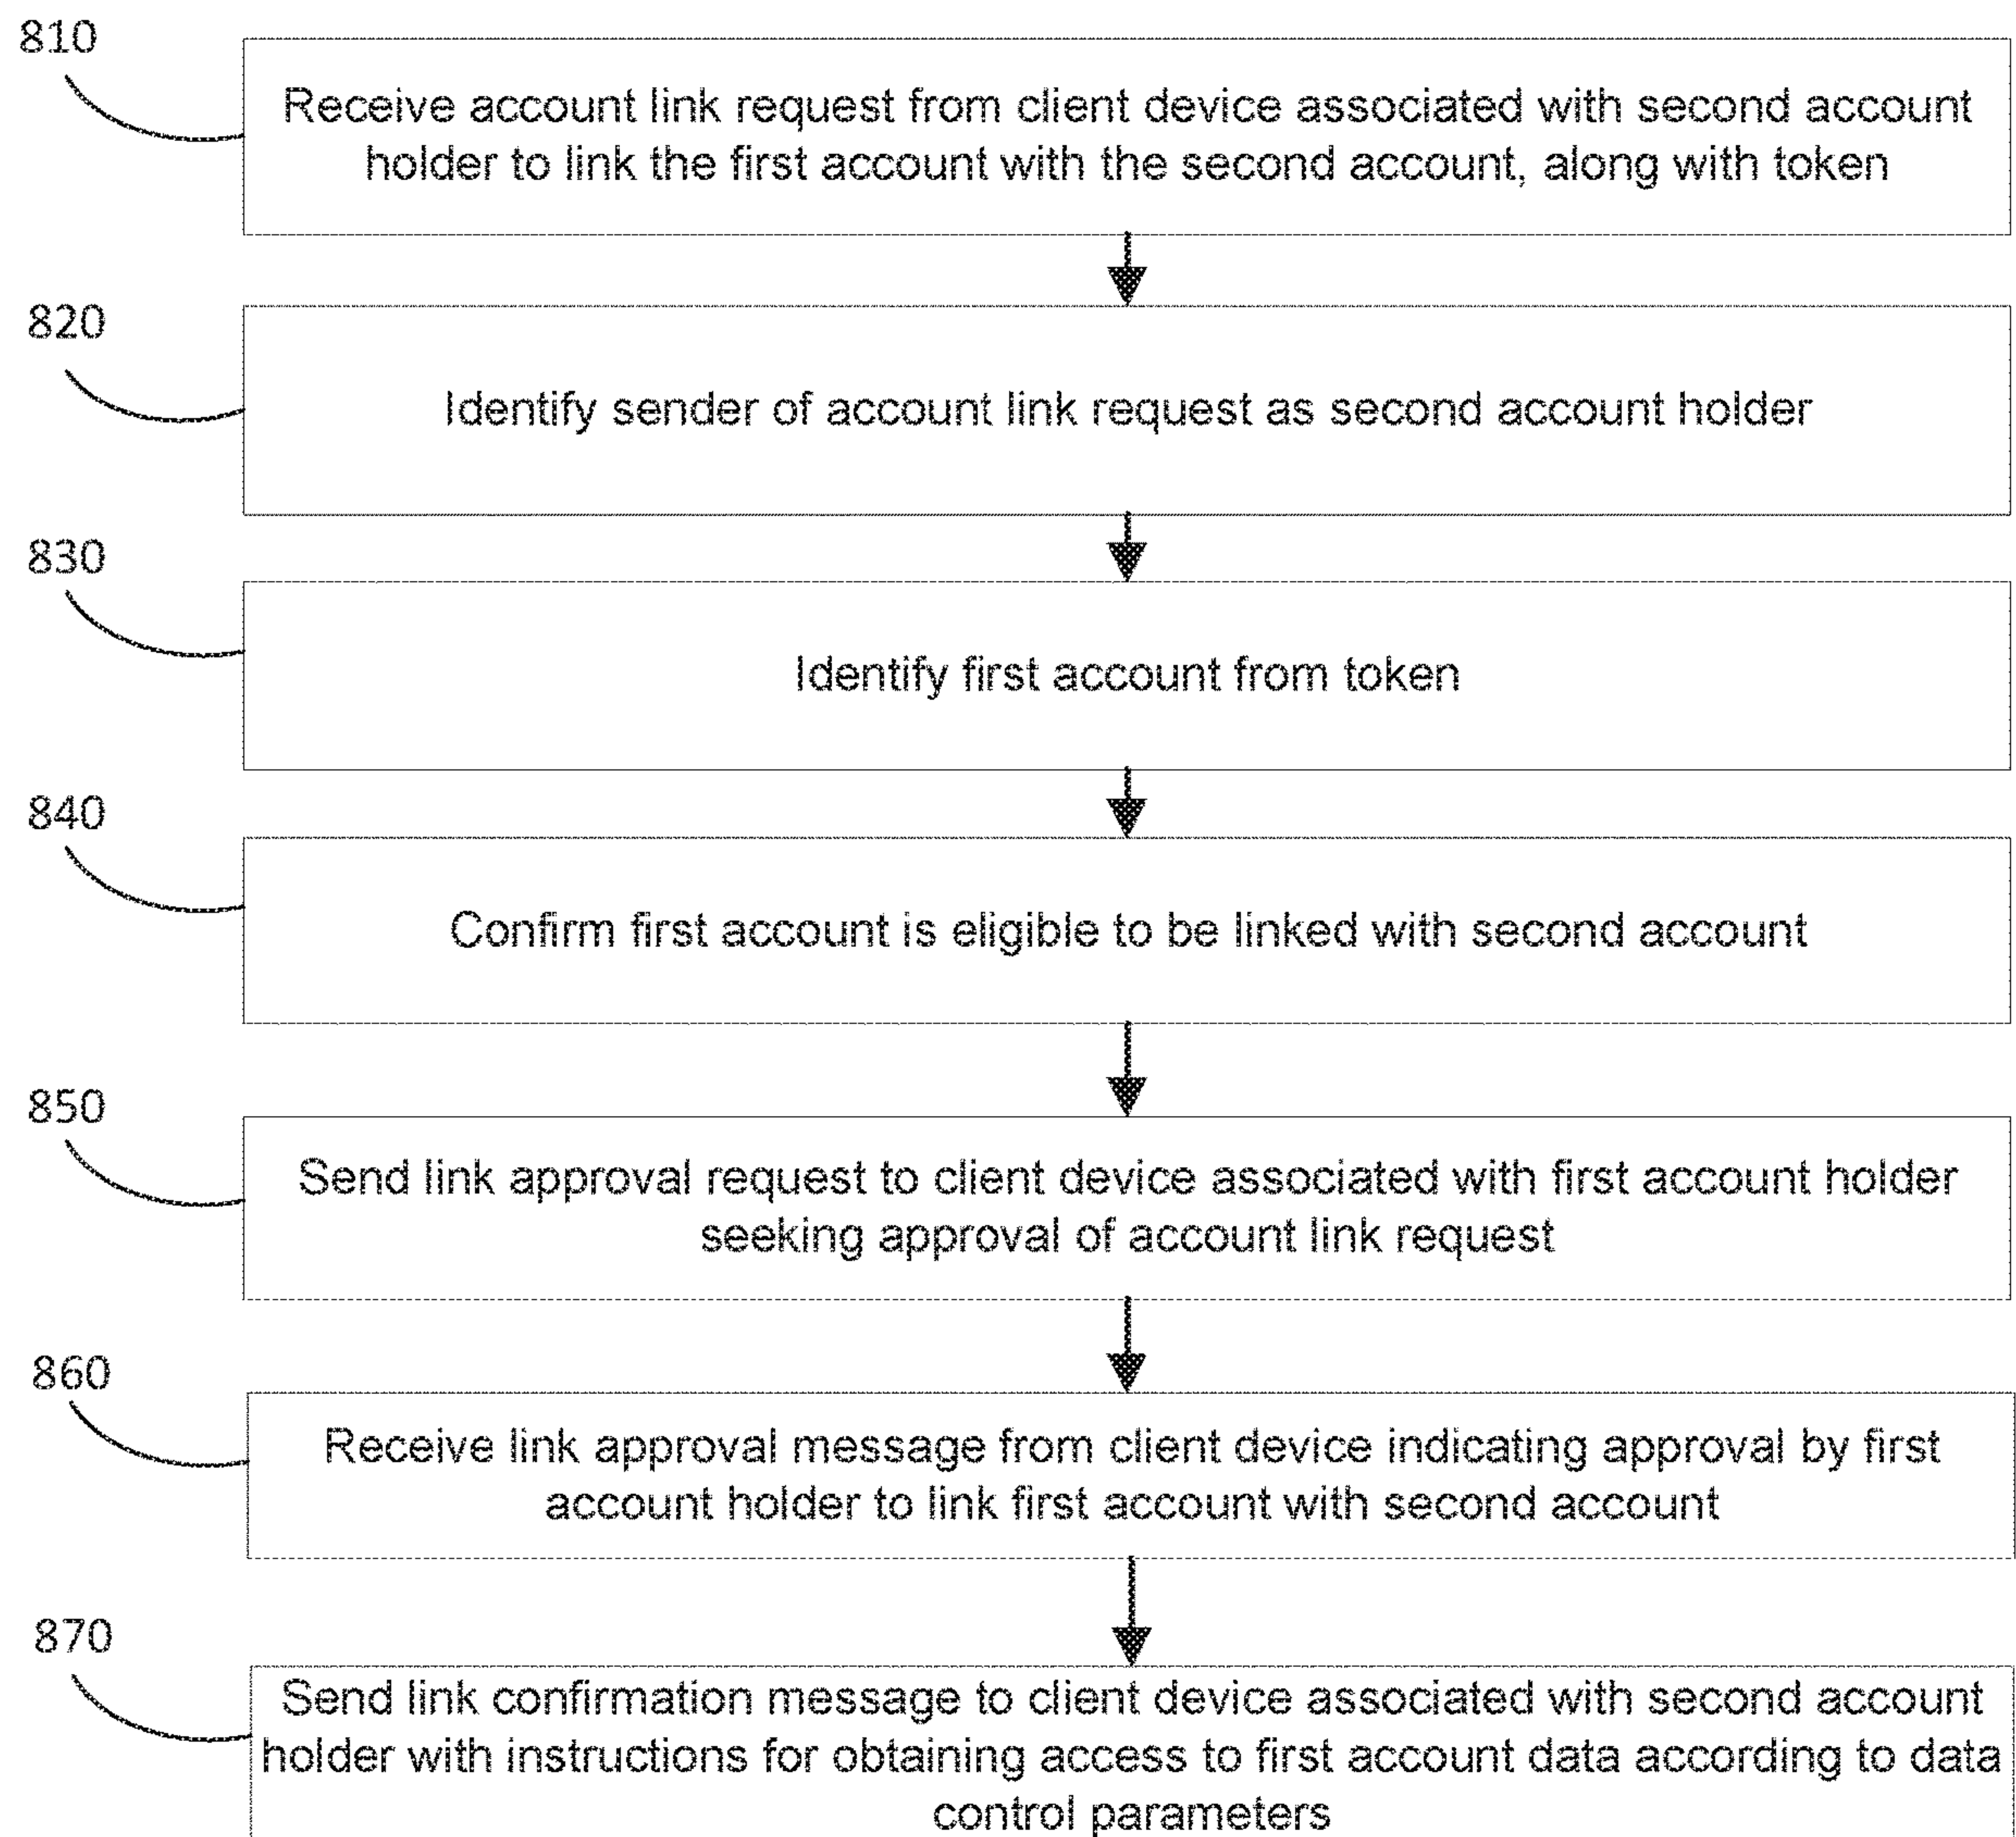 810
Receive account link request from client device associated with second account
holder to link the first account with the second account, along with token
820
Identify sender of account link request as second account holder
830
Identify first account from token
840
Confirm first account is eligible to be linked with second account
850
Send link approval request to client device associated with first account holder
seeking approval of account link request
860
Receive link approval message from client device indicating approval by first
account holder to link first account with second account
870
Send link confirmation message to client device associated with second account
holder with instructions for obtaining access to first account data according to data
control parameters